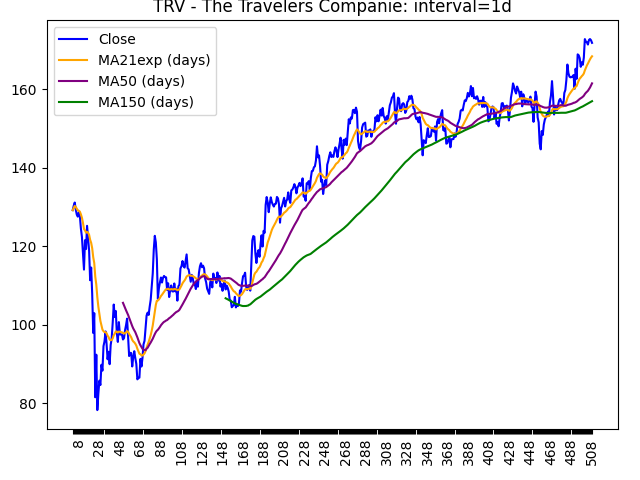 TRV - The Travelers Companie: interval=1d
Close
MA21exp (days)
MA50 (days)
MA150 (days)
160
140
120
100
80
8 28 48 68 88 108 128 148 168 188 208 228 248 268 288 308 328 348 368 388 408 428 448 468 488 508